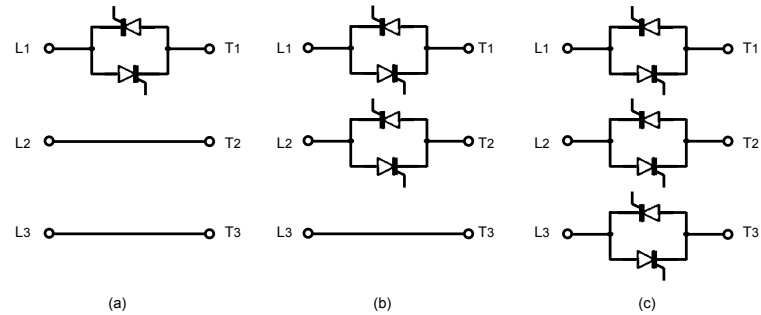 L1 T1 L1 T1 L1 T1
L2 T2 L2 T2 L2 T2
L3 T3 L3 T3 L3 T3
(a) (b) (c)